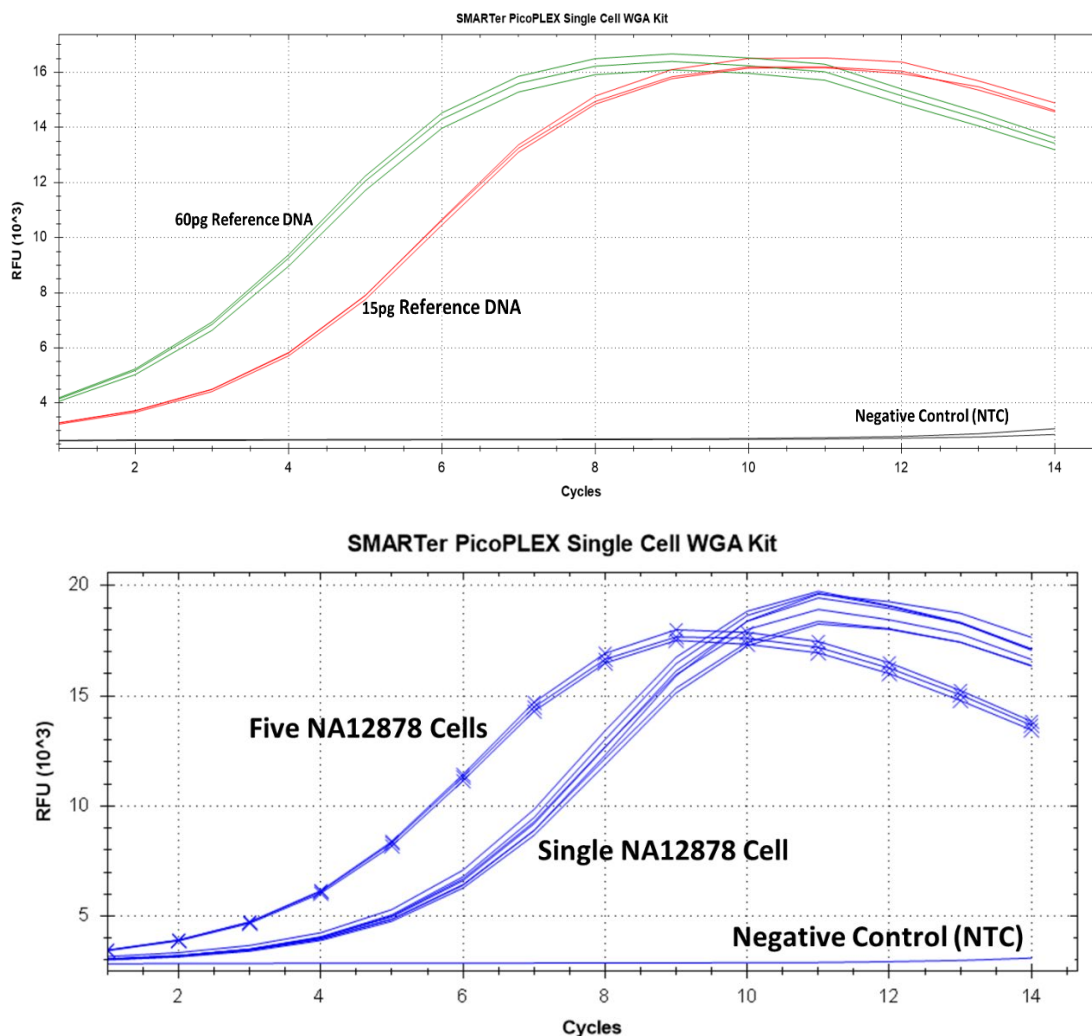 SMARTer PicoPLEX Single Cell WGA Kit
RFU (10^3)
16
14
12
10
8
6
4
60pg Reference DNA
15pg Reference DNA
Negative Control (NTC)
2 4 6 8 10 12 14
Cycles
SMARTer PicoPLEX Single Cell WGA Kit
RFU (10^3)
20
15
10
5
Five NA12878 Cells
Single NA12878 Cell
Negative Control (NTC)
2 4 6 8 10 12 14
Cycles